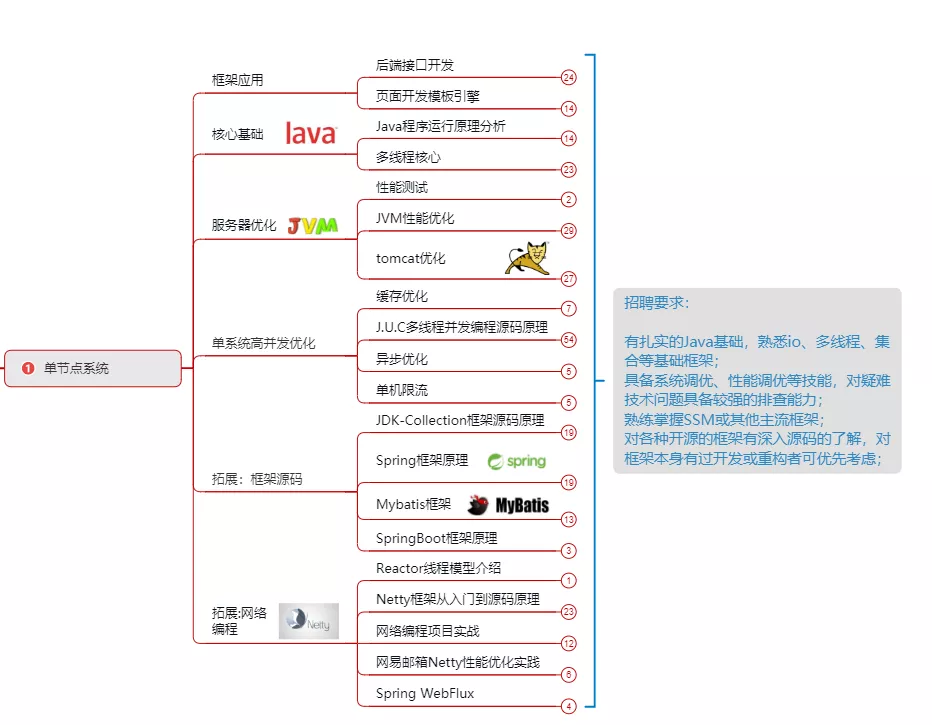 1 单节点系统
框架应用
后端接口开发
24
页面开发模板引擎
14
核心基础
Java
Java程序运行原理分析
14
多线程核心
23
服务器优化
JVM
性能测试
2
JVM性能优化
29
tomcat优化
27
单系统高并发优化
缓存优化
7
J.U.C多线程并发编程源码原理
54
异步优化
5
单机限流
5
拓展：框架源码
JDK-Collection框架源码原理
19
Spring框架原理
spring
19
Mybatis框架
MyBatis
13
SpringBoot框架原理
3
拓展:网络
编程
Netty
Reactor线程模型介绍
1
Netty框架从入门到源码原理
23
网络编程项目实战
12
网易邮箱Netty性能优化实践
6
Spring WebFlux
4
招聘要求：
有扎实的Java基础，熟悉io、多线程、集
合等基础框架；
具备系统调优、性能调优等技能，对疑难
技术问题具备较强的排查能力；
熟练掌握SSM或其他主流框架；
对各种开源的框架有深入源码的了解，对
框架本身有过开发或重构者可优先考虑；